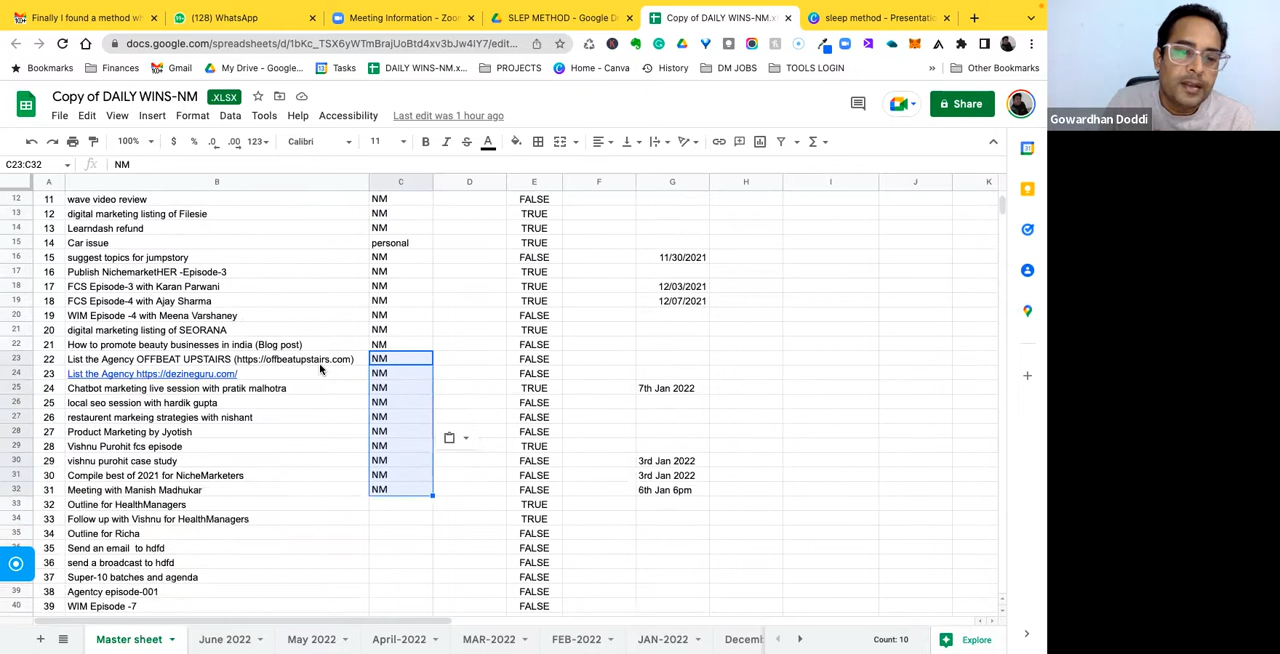 Finally I found a method wh
(128) WhatsApp
Meeting Information - Zoo
SLEP METHOD - Google D
Copy of DAILY WINS-NM.x
sleep method - Presentatio
docs.google.com/spreadsheets/d/1bKc_TSX6yWTmBrajUoBtd4xv3bJw4IY7/edit...
Bookmarks
Finances
Gmail
My Drive - Google...
Tasks
DAILY WINS-NM.x...
PROJECTS
Home - Canva
History
DM JOBS
TOOLS LOGIN
»
Other Bookmarks
Copy of DAILY WINS-NM
.XLSX
File Edit View Insert Format Data Tools Help Accessibility Last edit was 1 hour ago
Share
Gowardhan Doddi
100% $ % .0 .00 123 Calibri 11 B I S A
C23:C32 fx NM
A B C D E F G H I J K
12 11 wave video review NM FALSE
13 12 digital marketing listing of Filesie NM TRUE
14 13 Learndash refund NM FALSE
15 14 Car issue personal TRUE
16 15 suggest topics for jumpstory NM FALSE 11/30/2021
17 16 Publish NichemarketHER -Episode-3 NM TRUE
18 17 FCS Episode-3 with Karan Parwani NM TRUE 12/03/2021
19 18 FCS Episode-4 with Ajay Sharma NM TRUE 12/07/2021
20 19 WIM Episode -4 with Meena Varshaney NM FALSE
21 20 digital marketing listing of SEORANA NM TRUE
22 21 How to promote beauty businesses in india (Blog post) NM FALSE
23 22 List the Agency OFFBEAT UPSTAIRS (https://offbeatupstairs.com) NM FALSE
24 23 List the Agency https://dezineguru.com/ NM FALSE
25 24 Chatbot marketing live session with pratik malhotra NM TRUE 7th Jan 2022
26 25 local seo session with hardik gupta NM FALSE
27 26 restaurent markeing strategies with nishant NM FALSE
28 27 Product Marketing by Jyotish NM FALSE
29 28 Vishnu Purohit fcs episode NM TRUE
30 29 vishnu purohit case study NM FALSE 3rd Jan 2022
31 30 Compile best of 2021 for NicheMarketers NM FALSE 3rd Jan 2022
32 31 Meeting with Manish Madhukar NM FALSE 6th Jan 6pm
33 32 Outline for HealthManagers TRUE
34 33 Follow up with Vishnu for HealthManagers TRUE
35 34 Outline for Richa FALSE
35 Send an email to hdfd FALSE
36 send a broadcast to hdfd FALSE
37 Super-10 batches and agenda FALSE
39 38 Agentcy episode-001 FALSE
40 39 WIM Episode -7 FALSE
Master sheet June 2022 May 2022 April-2022 MAR-2022 FEB-2022 JAN-2022 Decemb Count: 10 Explore